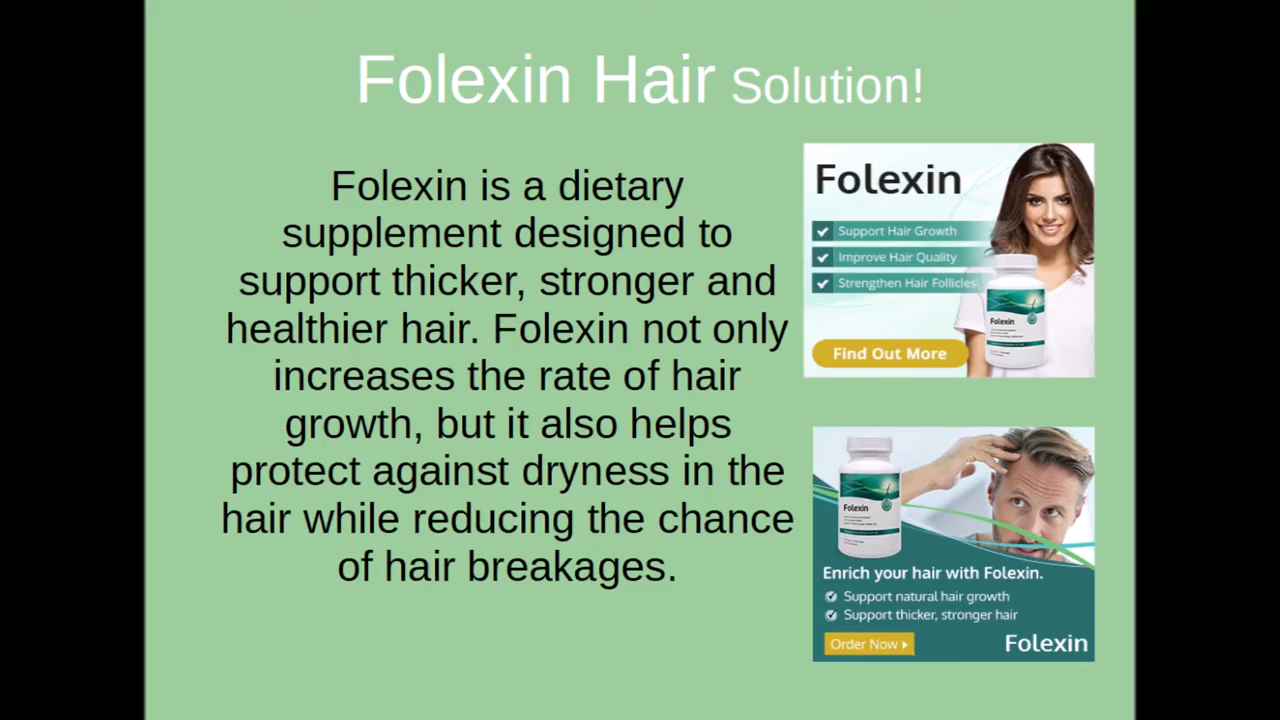 Folexin Hair Solution!
Folexin is a dietary
supplement designed to
support thicker, stronger and
healthier hair. Folexin not only
increases the rate of hair
growth, but it also helps
protect against dryness in the
hair while reducing the chance
of hair breakages.
Folexin
Support Hair Growth
Improve Hair Quality
Strengthen Hair Follicles
Folexin
Find Out More
Folexin
Enrich your hair with Folexin.
Support natural hair growth
Support thicker, stronger hair
Order Now
Folexin